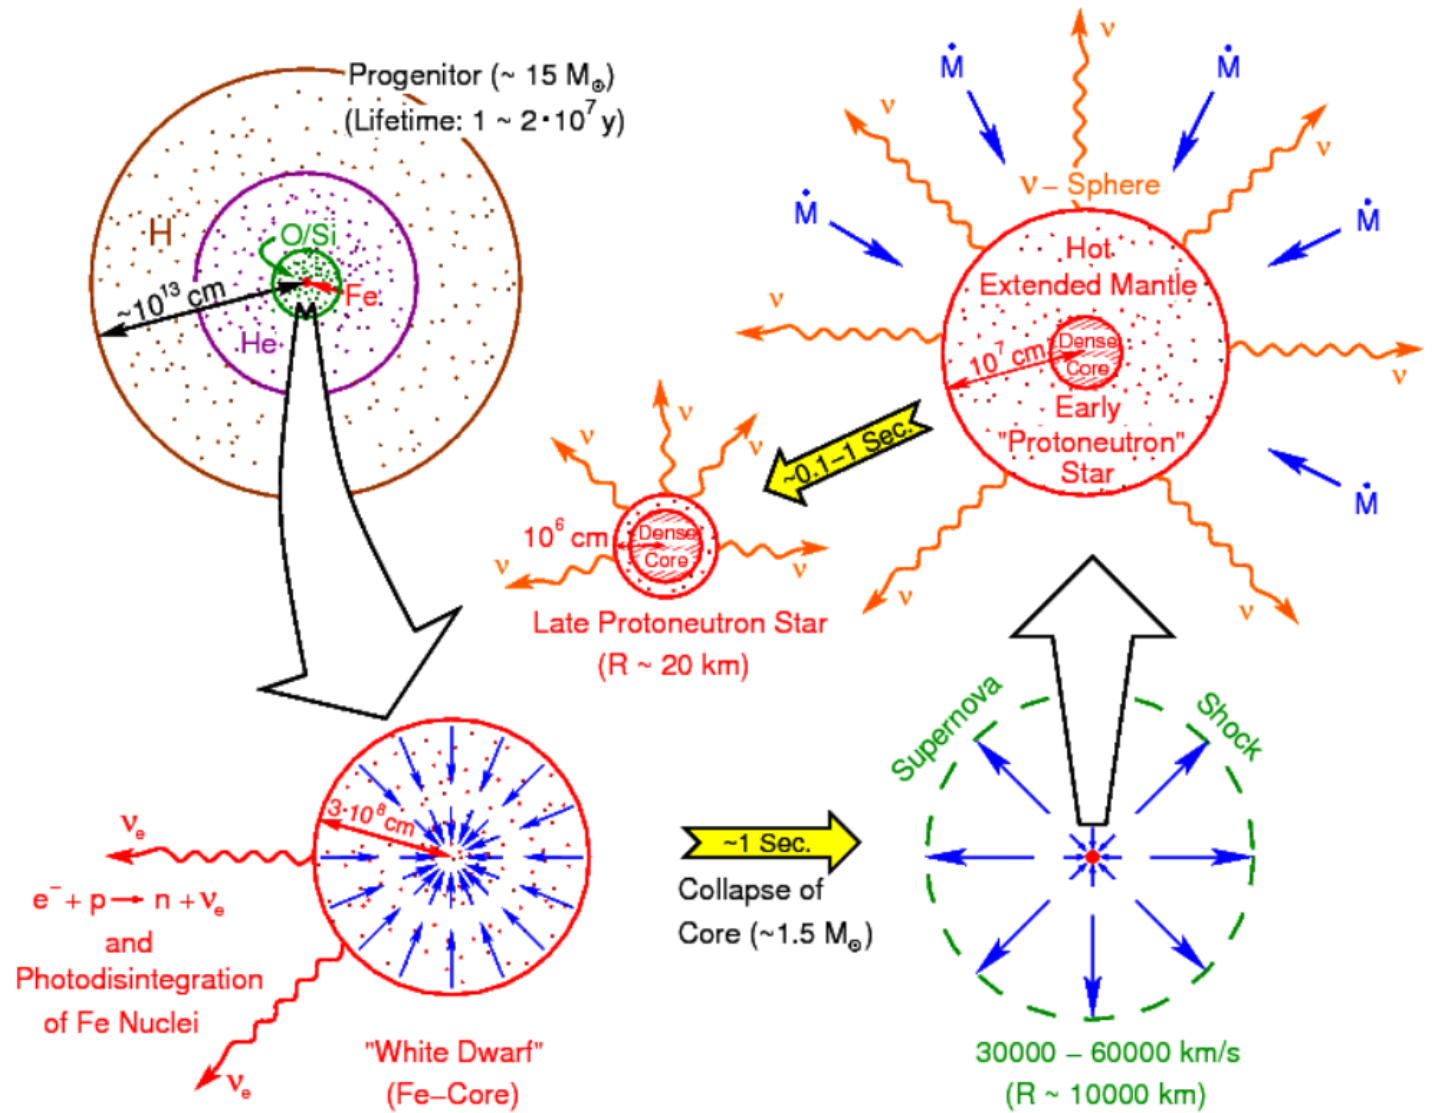 Progenitor (~ 15 M⊙)
(Lifetime: 1 ~ 2·10⁷ y)
H
O/Si
Fe
~10¹³ cm
He
Ṁ
Ṁ
Ṁ
Ṁ
Ṁ
ν
ν
ν
ν
ν
ν
ν
ν – Sphere
Hot
Extended Mantle
10⁷ cm
Dense
Core
Early
"Protoneutron"
Star
~0.1–1 Sec.
ν
ν
ν
ν
ν
10⁶ cm
Dense
Core
Late Protoneutron Star
(R ~ 20 km)
3·10⁸ cm
νₑ
e⁻ + p → n + νₑ
and
Photodisintegration
of Fe Nuclei
νₑ
"White Dwarf"
(Fe–Core)
~1 Sec.
Collapse of
Core (~1.5 M⊙)
Supernova
Shock
30000 – 60000 km/s
(R ~ 10000 km)